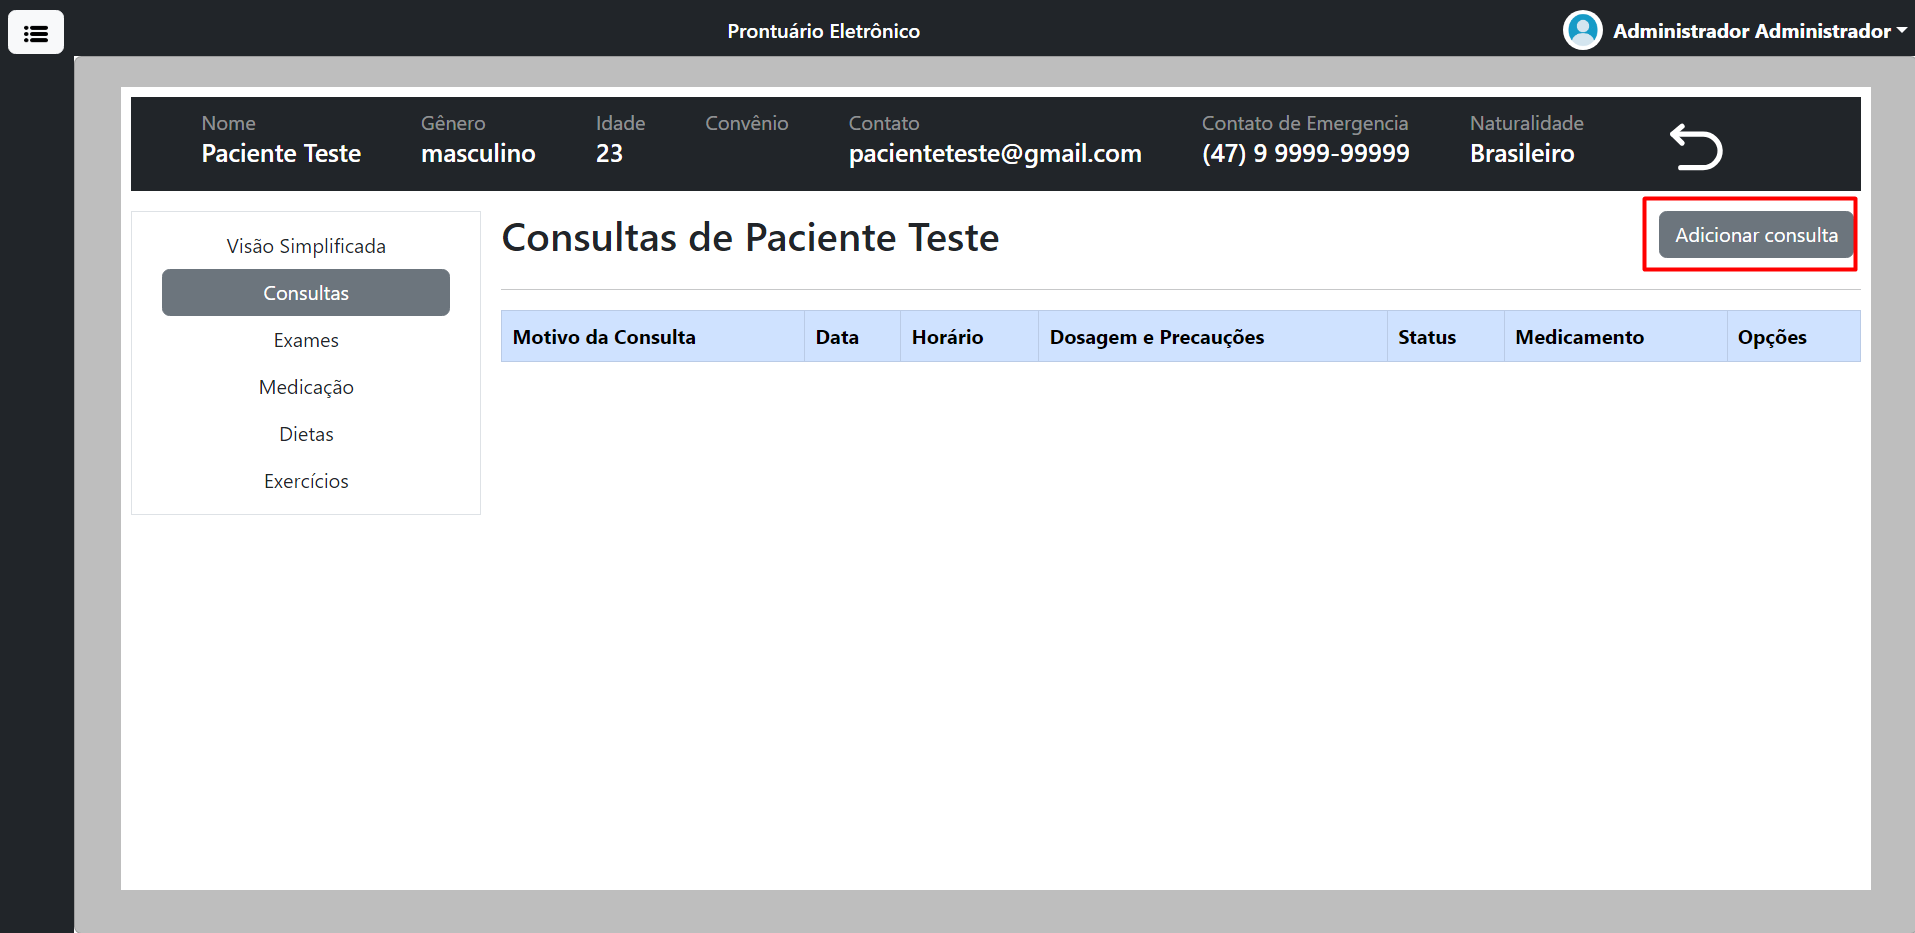 Prontuário Eletrônico
Administrador Administrador
Nome
Gênero
Idade
Convênio
Contato
Contato de Emergencia
Naturalidade
Paciente Teste
masculino
23
pacienteteste@gmail.com
(47) 9 9999-99999
Brasileiro
Visão Simplificada
Consultas
Exames
Medicação
Dietas
Exercícios
Consultas de Paciente Teste
Adicionar consulta
Motivo da Consulta
Data
Horário
Dosagem e Precauções
Status
Medicamento
Opções